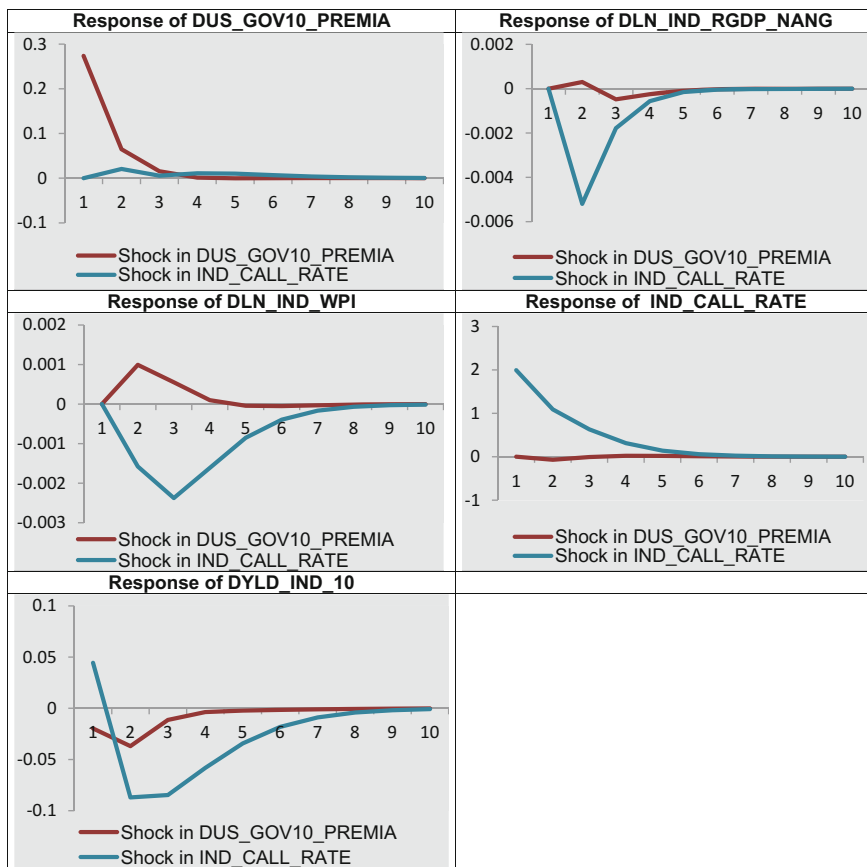 Response of DUS_GOV10_PREMIA
0.3
0.2
0.1
0
-0.1
1 2 3 4 5 6 7 8 9 10
Shock in DUS_GOV10_PREMIA
Shock in IND_CALL_RATE
Response of DLN_IND_RGDP_NANG
0.002
0
-0.002
-0.004
-0.006
1 2 3 4 5 6 7 8 9 10
Shock in DUS_GOV10_PREMIA
Shock in IND_CALL_RATE
Response of DLN_IND_WPI
0.002
0.001
0
-0.001
-0.002
-0.003
1 2 3 4 5 6 7 8 9 10
Shock in DUS_GOV10_PREMIA
Shock in IND_CALL_RATE
Response of IND_CALL_RATE
3
2
1
0
-1
1 2 3 4 5 6 7 8 9 10
Shock in DUS_GOV10_PREMIA
Shock in IND_CALL_RATE
Response of DYLD_IND_10
0.1
0.05
0
-0.05
-0.1
1 2 3 4 5 6 7 8 9 10
Shock in DUS_GOV10_PREMIA
Shock in IND_CALL_RATE